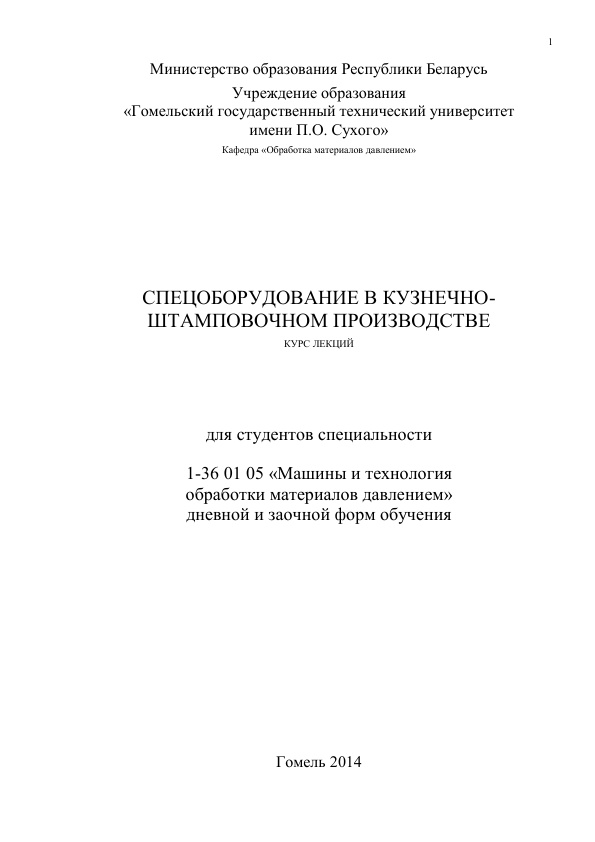 1
Министерство образования Республики Беларусь
Учреждение образования
«Гомельский государственный технический университет
имени П.О. Сухого»
Кафедра «Обработка материалов давлением»
СПЕЦОБОРУДОВАНИЕ В КУЗНЕЧНО-
ШТАМПОВОЧНОМ ПРОИЗВОДСТВЕ
КУРС ЛЕКЦИЙ
для студентов специальности
1-36 01 05 «Машины и технология
обработки материалов давлением»
дневной и заочной форм обучения
Гомель 2014